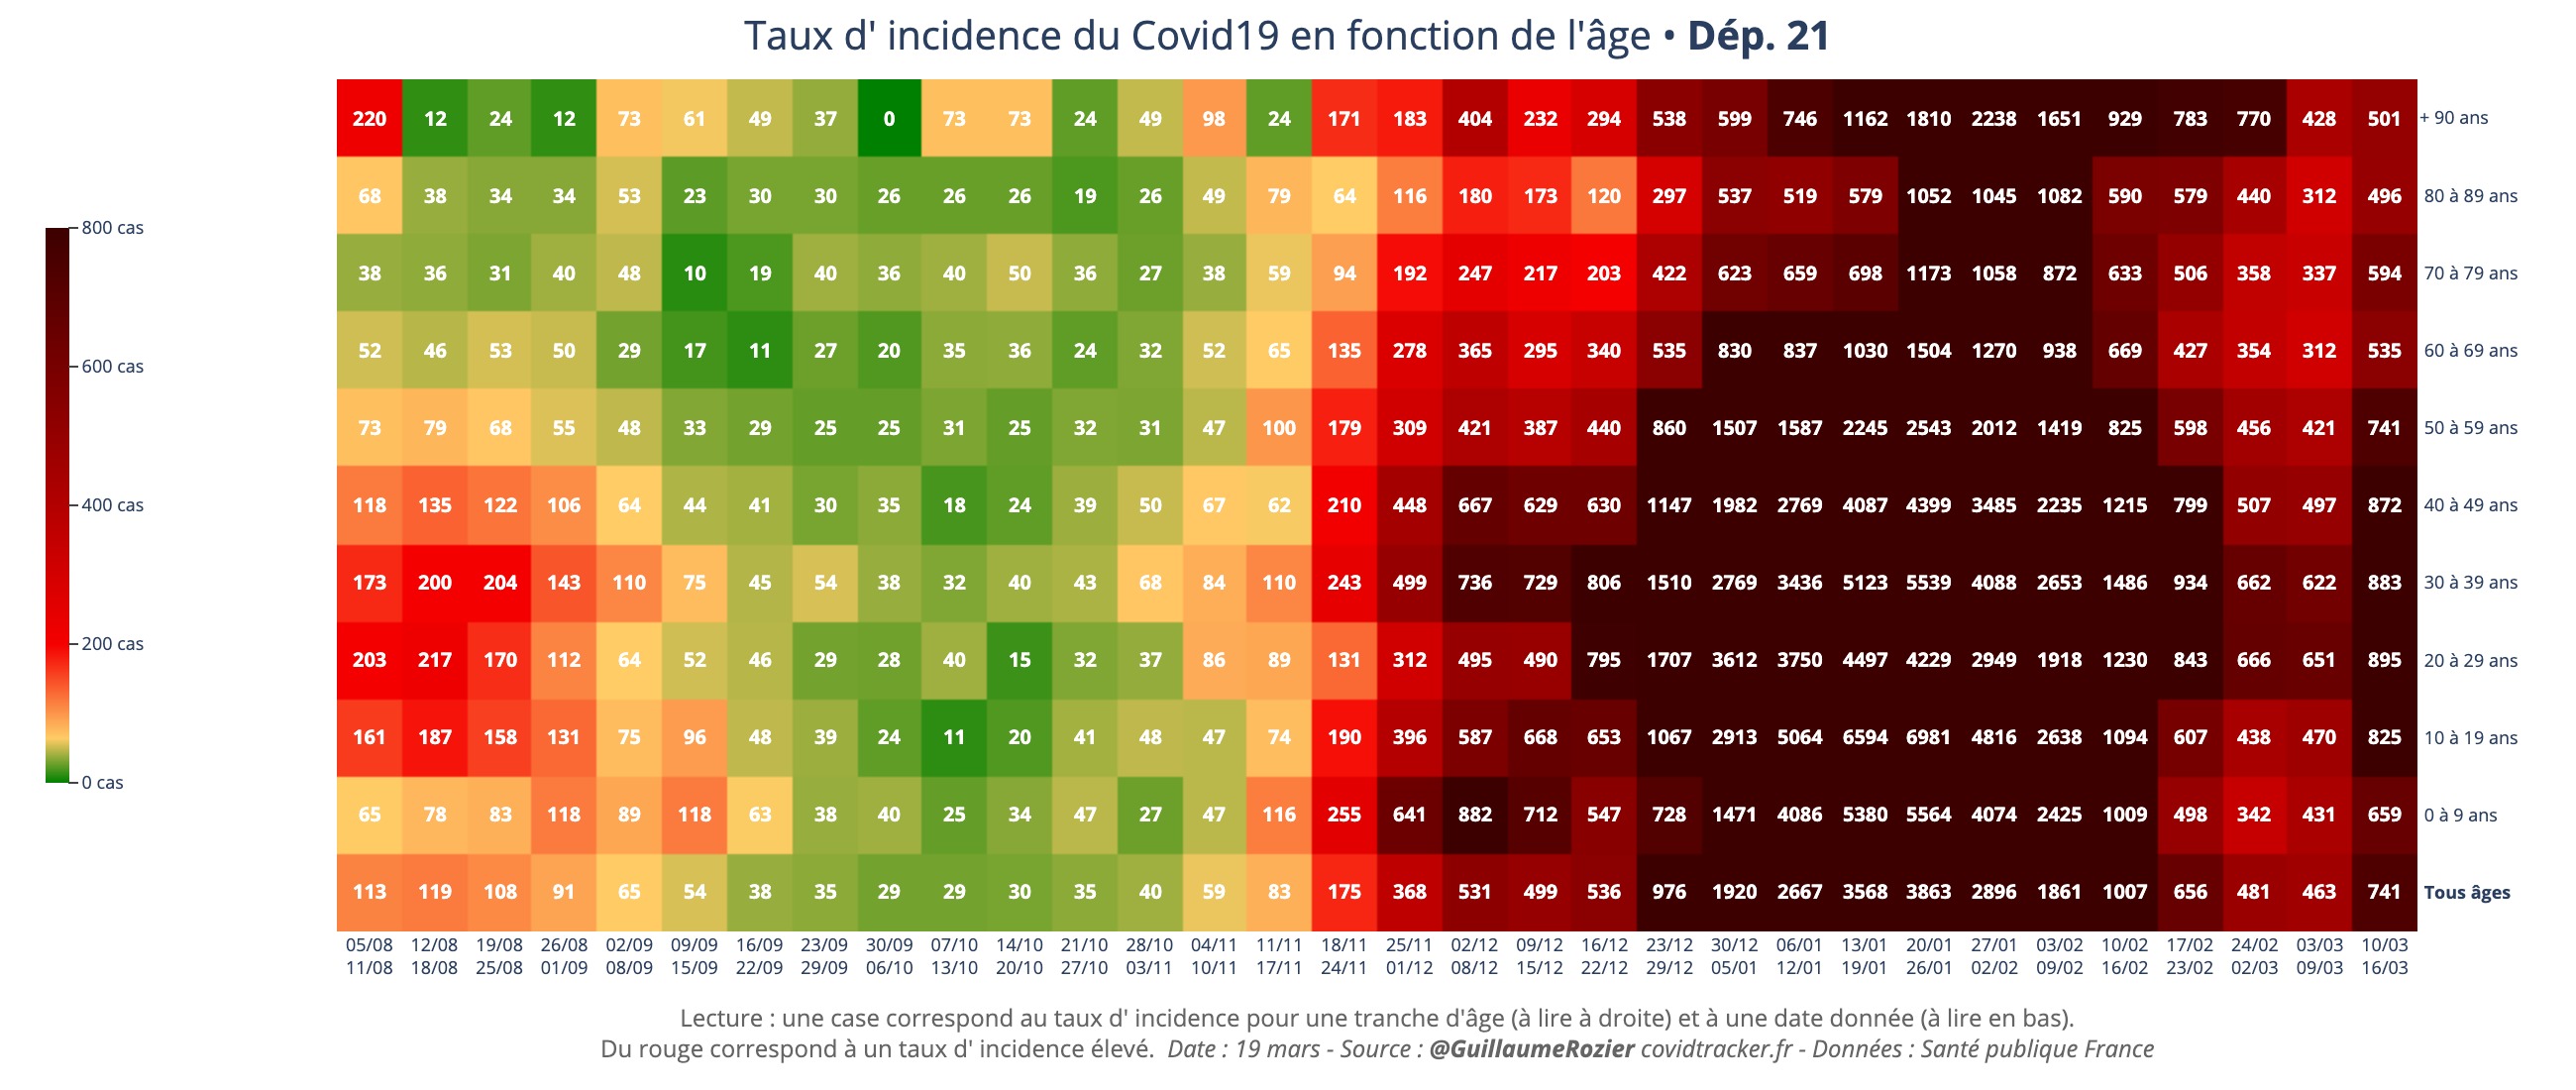 Taux d' incidence du Covid19 en fonction de l'âge • Dép. 21
220 12 24 12 73 61 49 37 0 73 73 24 49 98 24 171 183 404 232 294 538 599 746 1162 1810 2238 1651 929 783 770 428 501 + 90 ans
68 38 34 34 53 23 30 30 26 26 26 19 26 49 79 64 116 180 173 120 297 537 519 579 1052 1045 1082 590 579 440 312 496 80 à 89 ans
800 cas
38 36 31 40 48 10 19 40 36 40 50 36 27 38 59 94 192 247 217 203 422 623 659 698 1173 1058 872 633 506 358 337 594 70 à 79 ans
52 46 53 50 29 17 11 27 20 35 36 24 32 52 65 135 278 365 295 340 535 830 837 1030 1504 1270 938 669 427 354 312 535 60 à 69 ans
600 cas
73 79 68 55 48 33 29 25 25 31 25 32 31 47 100 179 309 421 387 440 860 1507 1587 2245 2543 2012 1419 825 598 456 421 741 50 à 59 ans
400 cas
118 135 122 106 64 44 41 30 35 18 24 39 50 67 62 210 448 667 629 630 1147 1982 2769 4087 4399 3485 2235 1215 799 507 497 872 40 à 49 ans
173 200 204 143 110 75 45 54 38 32 40 43 68 84 110 243 499 736 729 806 1510 2769 3436 5123 5539 4088 2653 1486 934 662 622 883 30 à 39 ans
200 cas
203 217 170 112 64 52 46 29 28 40 15 32 37 86 89 131 312 495 490 795 1707 3612 3750 4497 4229 2949 1918 1230 843 666 651 895 20 à 29 ans
161 187 158 131 75 96 48 39 24 11 20 41 48 47 74 190 396 587 668 653 1067 2913 5064 6594 6981 4816 2638 1094 607 438 470 825 10 à 19 ans
0 cas
65 78 83 118 89 118 63 38 40 25 34 47 27 47 116 255 641 882 712 547 728 1471 4086 5380 5564 4074 2425 1009 498 342 431 659 0 à 9 ans
113 119 108 91 65 54 38 35 29 29 30 35 40 59 83 175 368 531 499 536 976 1920 2667 3568 3863 2896 1861 1007 656 481 463 741 Tous âges
05/08 12/08 19/08 26/08 02/09 09/09 16/09 23/09 30/09 07/10 14/10 21/10 28/10 04/11 11/11 18/11 25/11 02/12 09/12 16/12 23/12 30/12 06/01 13/01 20/01 27/01 03/02 10/02 17/02 24/02 03/03 10/03
11/08 18/08 25/08 01/09 08/09 15/09 22/09 29/09 06/10 13/10 20/10 27/10 03/11 10/11 17/11 24/11 01/12 08/12 15/12 22/12 29/12 05/01 12/01 19/01 26/01 02/02 09/02 16/02 23/02 02/03 09/03 16/03
Lecture : une case correspond au taux d' incidence pour une tranche d'âge (à lire à droite) et à une date donnée (à lire en bas).
Du rouge correspond à un taux d' incidence élevé. Date : 19 mars - Source : @GuillaumeRozier covidtracker.fr - Données : Santé publique France